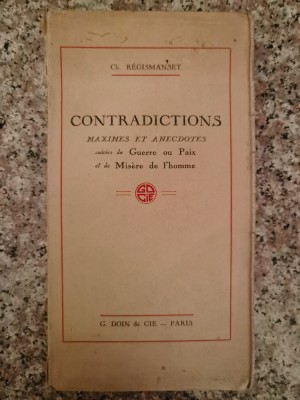 Ch. RÉGISMANSET
CONTRADICTIONS
MAXIMES ET ANECDOTES
suivies de Guerre ou Paix
et de Misère de l'homme
G. DOIN & CIE — PARIS